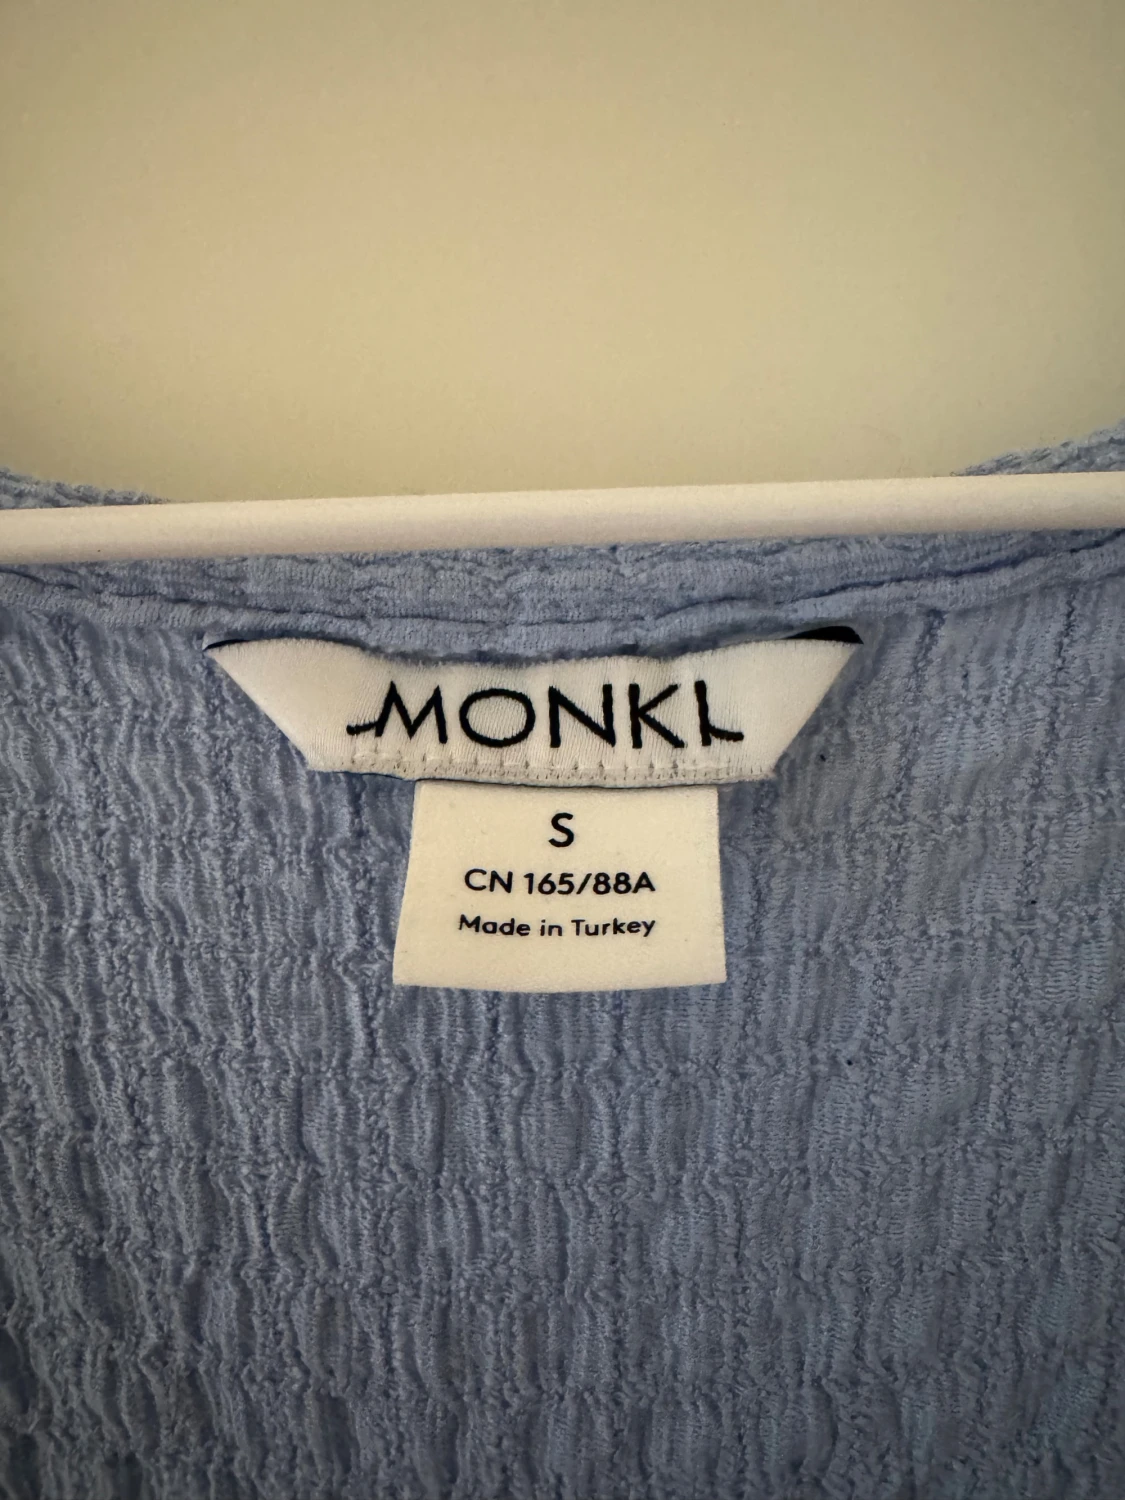 MONKI
S
CN 165/88A
Made in Turkey